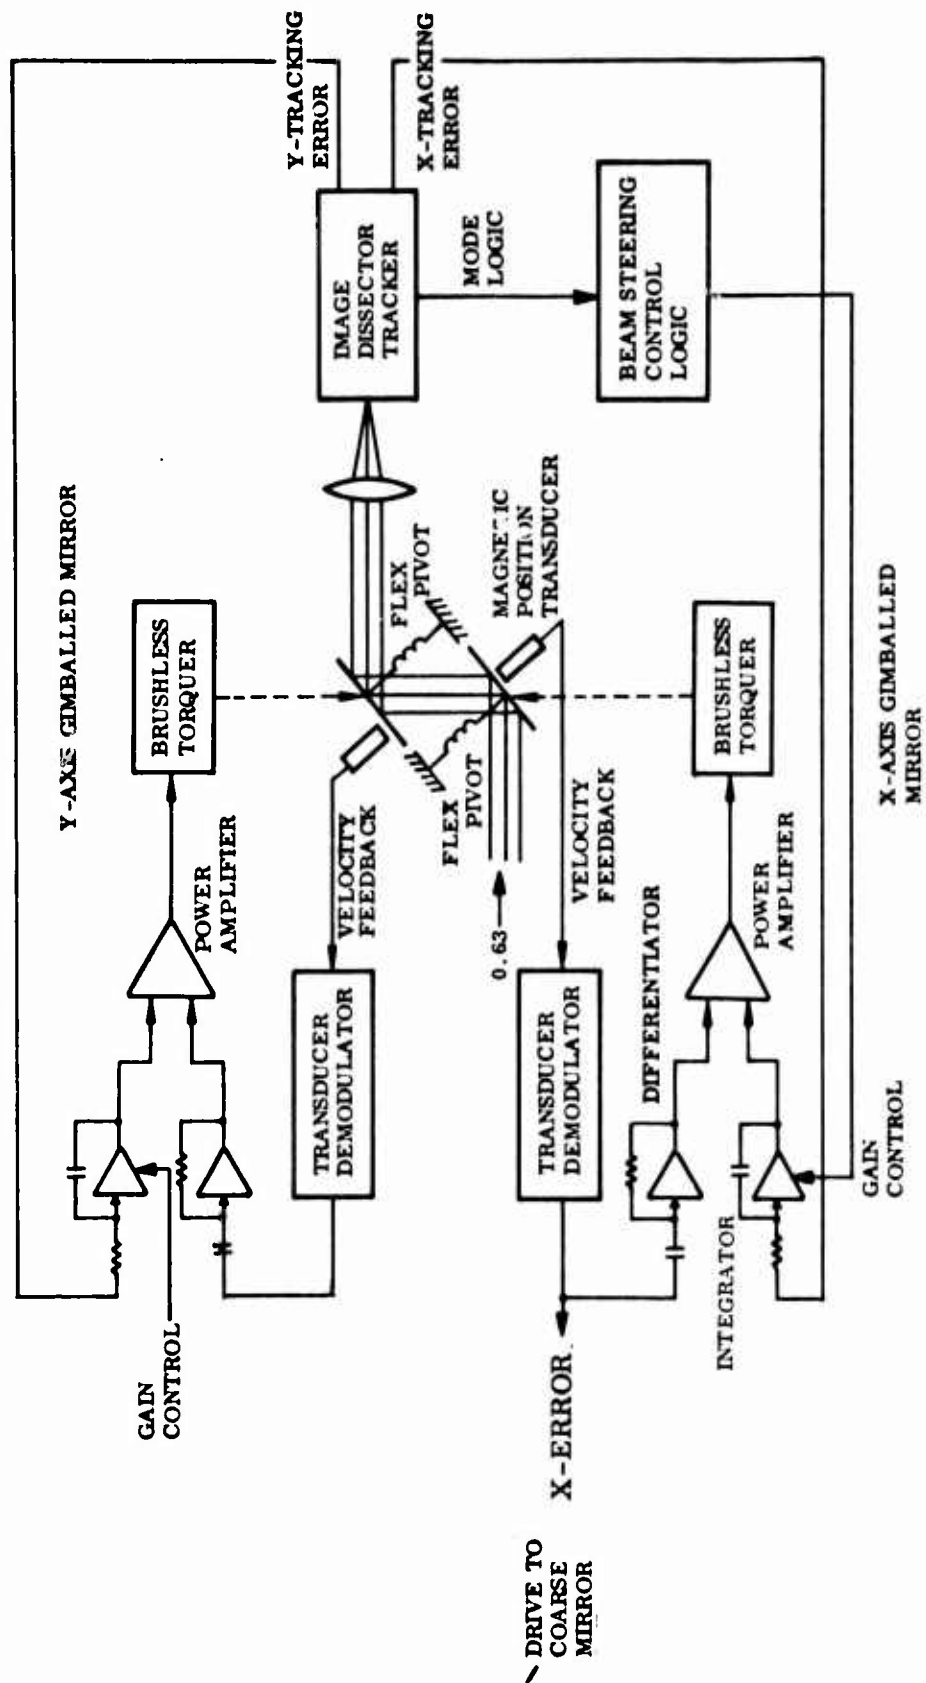 Y-TRACKING
ERROR
X-TRACKING
ERROR
IMAGE
DISSECTOR
TRACKER
MODE
LOGIC
BEAM STEERING
CONTROL
LOGIC
Y-AXIS GIMBALLED MIRROR
BRUSHLESS
TORQUER
FLEX
PIVOT
MAGNETIC
POSITION
TRANSDUCER
BRUSHLESS
TORQUER
X-AXIS GIMBALLED
MIRROR
POWER
AMPLIFIER
VELOCITY
FEEDBACK
FLEX
PIVOT
0.63
VELOCITY
FEEDBACK
POWER
AMPLIFIER
TRANSDUCER
DEMODULATOR
TRANSDUCER
DEMODULATOR
DIFFERENTIATOR
GAIN
CONTROL
INTEGRATOR
GAIN
CONTROL
X-ERROR
DRIVE TO
COARSE
MIRROR